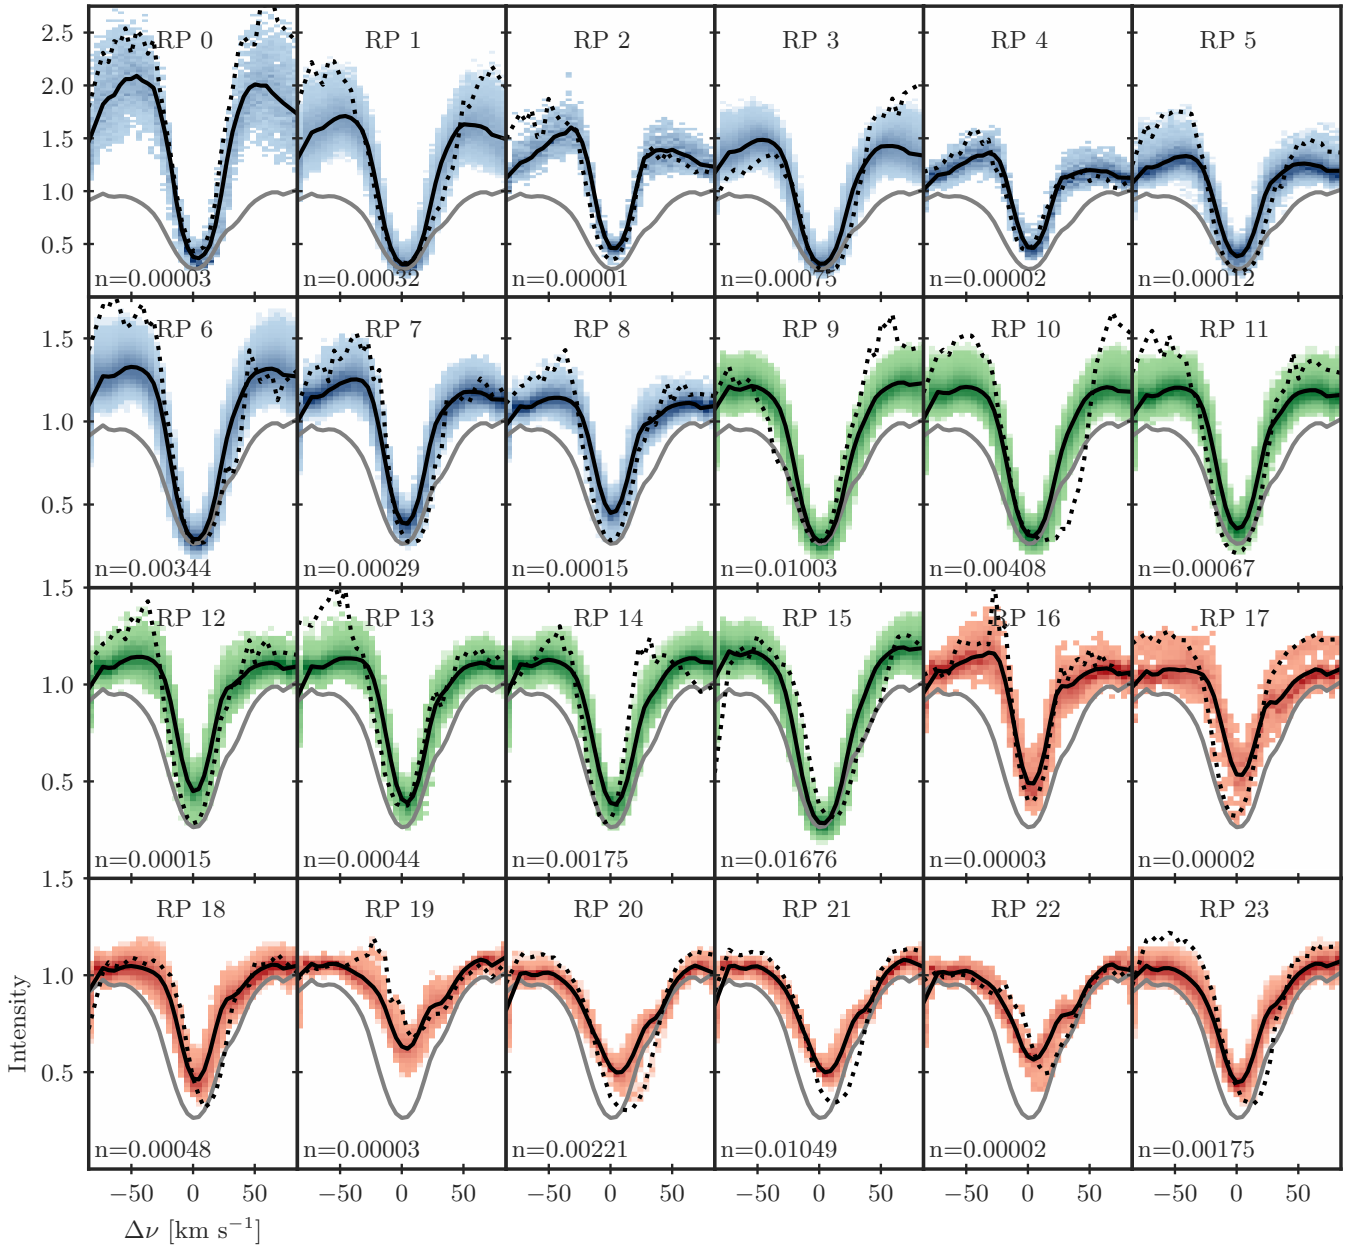 2.5
2.0
1.5
1.0
0.5
RP 0
RP 1
RP 2
RP 3
RP 4
RP 5
n=0.00003
n=0.00032
n=0.00001
n=0.00075
n=0.00002
n=0.00012
1.5
1.0
0.5
RP 6
RP 7
RP 8
RP 9
RP 10
RP 11
n=0.00344
n=0.00029
n=0.00015
n=0.01003
n=0.00408
n=0.00067
1.5
1.0
0.5
RP 12
RP 13
RP 14
RP 15
RP 16
RP 17
n=0.00015
n=0.00044
n=0.00175
n=0.01676
n=0.00003
n=0.00002
1.5
1.0
0.5
Intensity
RP 18
RP 19
RP 20
RP 21
RP 22
RP 23
n=0.00048
n=0.00003
n=0.00221
n=0.01049
n=0.00002
n=0.00175
−50 0 50
−50 0 50
−50 0 50
−50 0 50
−50 0 50
−50 0 50
Δν [km s⁻¹]